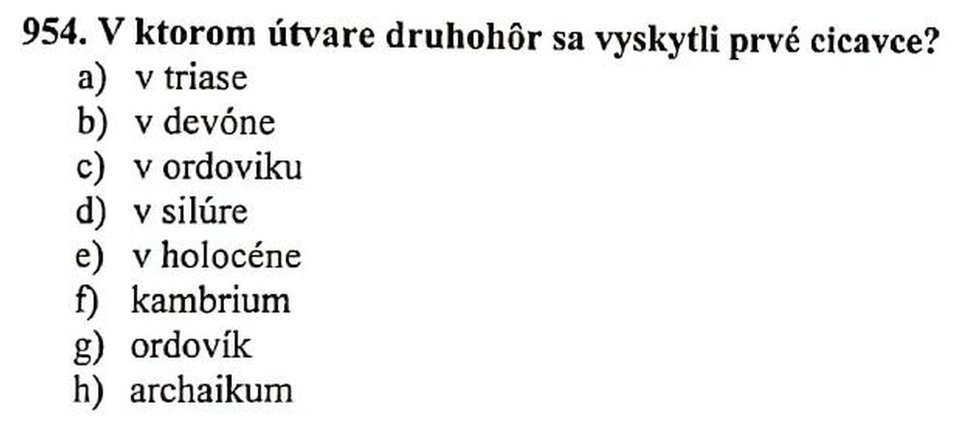 954. V ktorom útvare druhohôr sa vyskytli prvé cicavce?
a) v triase
b) v devóne
c) v ordoviku
d) v silúre
e) v holocéne
f) kambrium
g) ordovík
h) archaikum